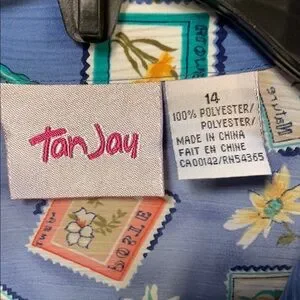 TanJay
14
100% POLYESTER/
POLYESTER/
MADE IN CHINA
FAIT EN CHINE
CA00142/RN54365